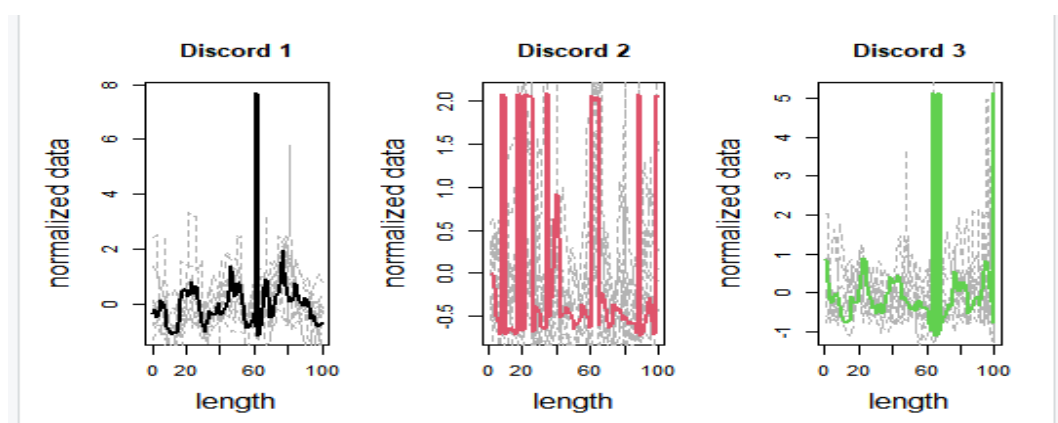 Discord 1
normalized data
8
6
4
2
0
0 20 60 100
length
Discord 2
normalized data
2.0
1.5
1.0
0.5
0.0
-0.5
0 20 60 100
length
Discord 3
normalized data
5
4
3
2
1
0
-1
0 20 60 100
length